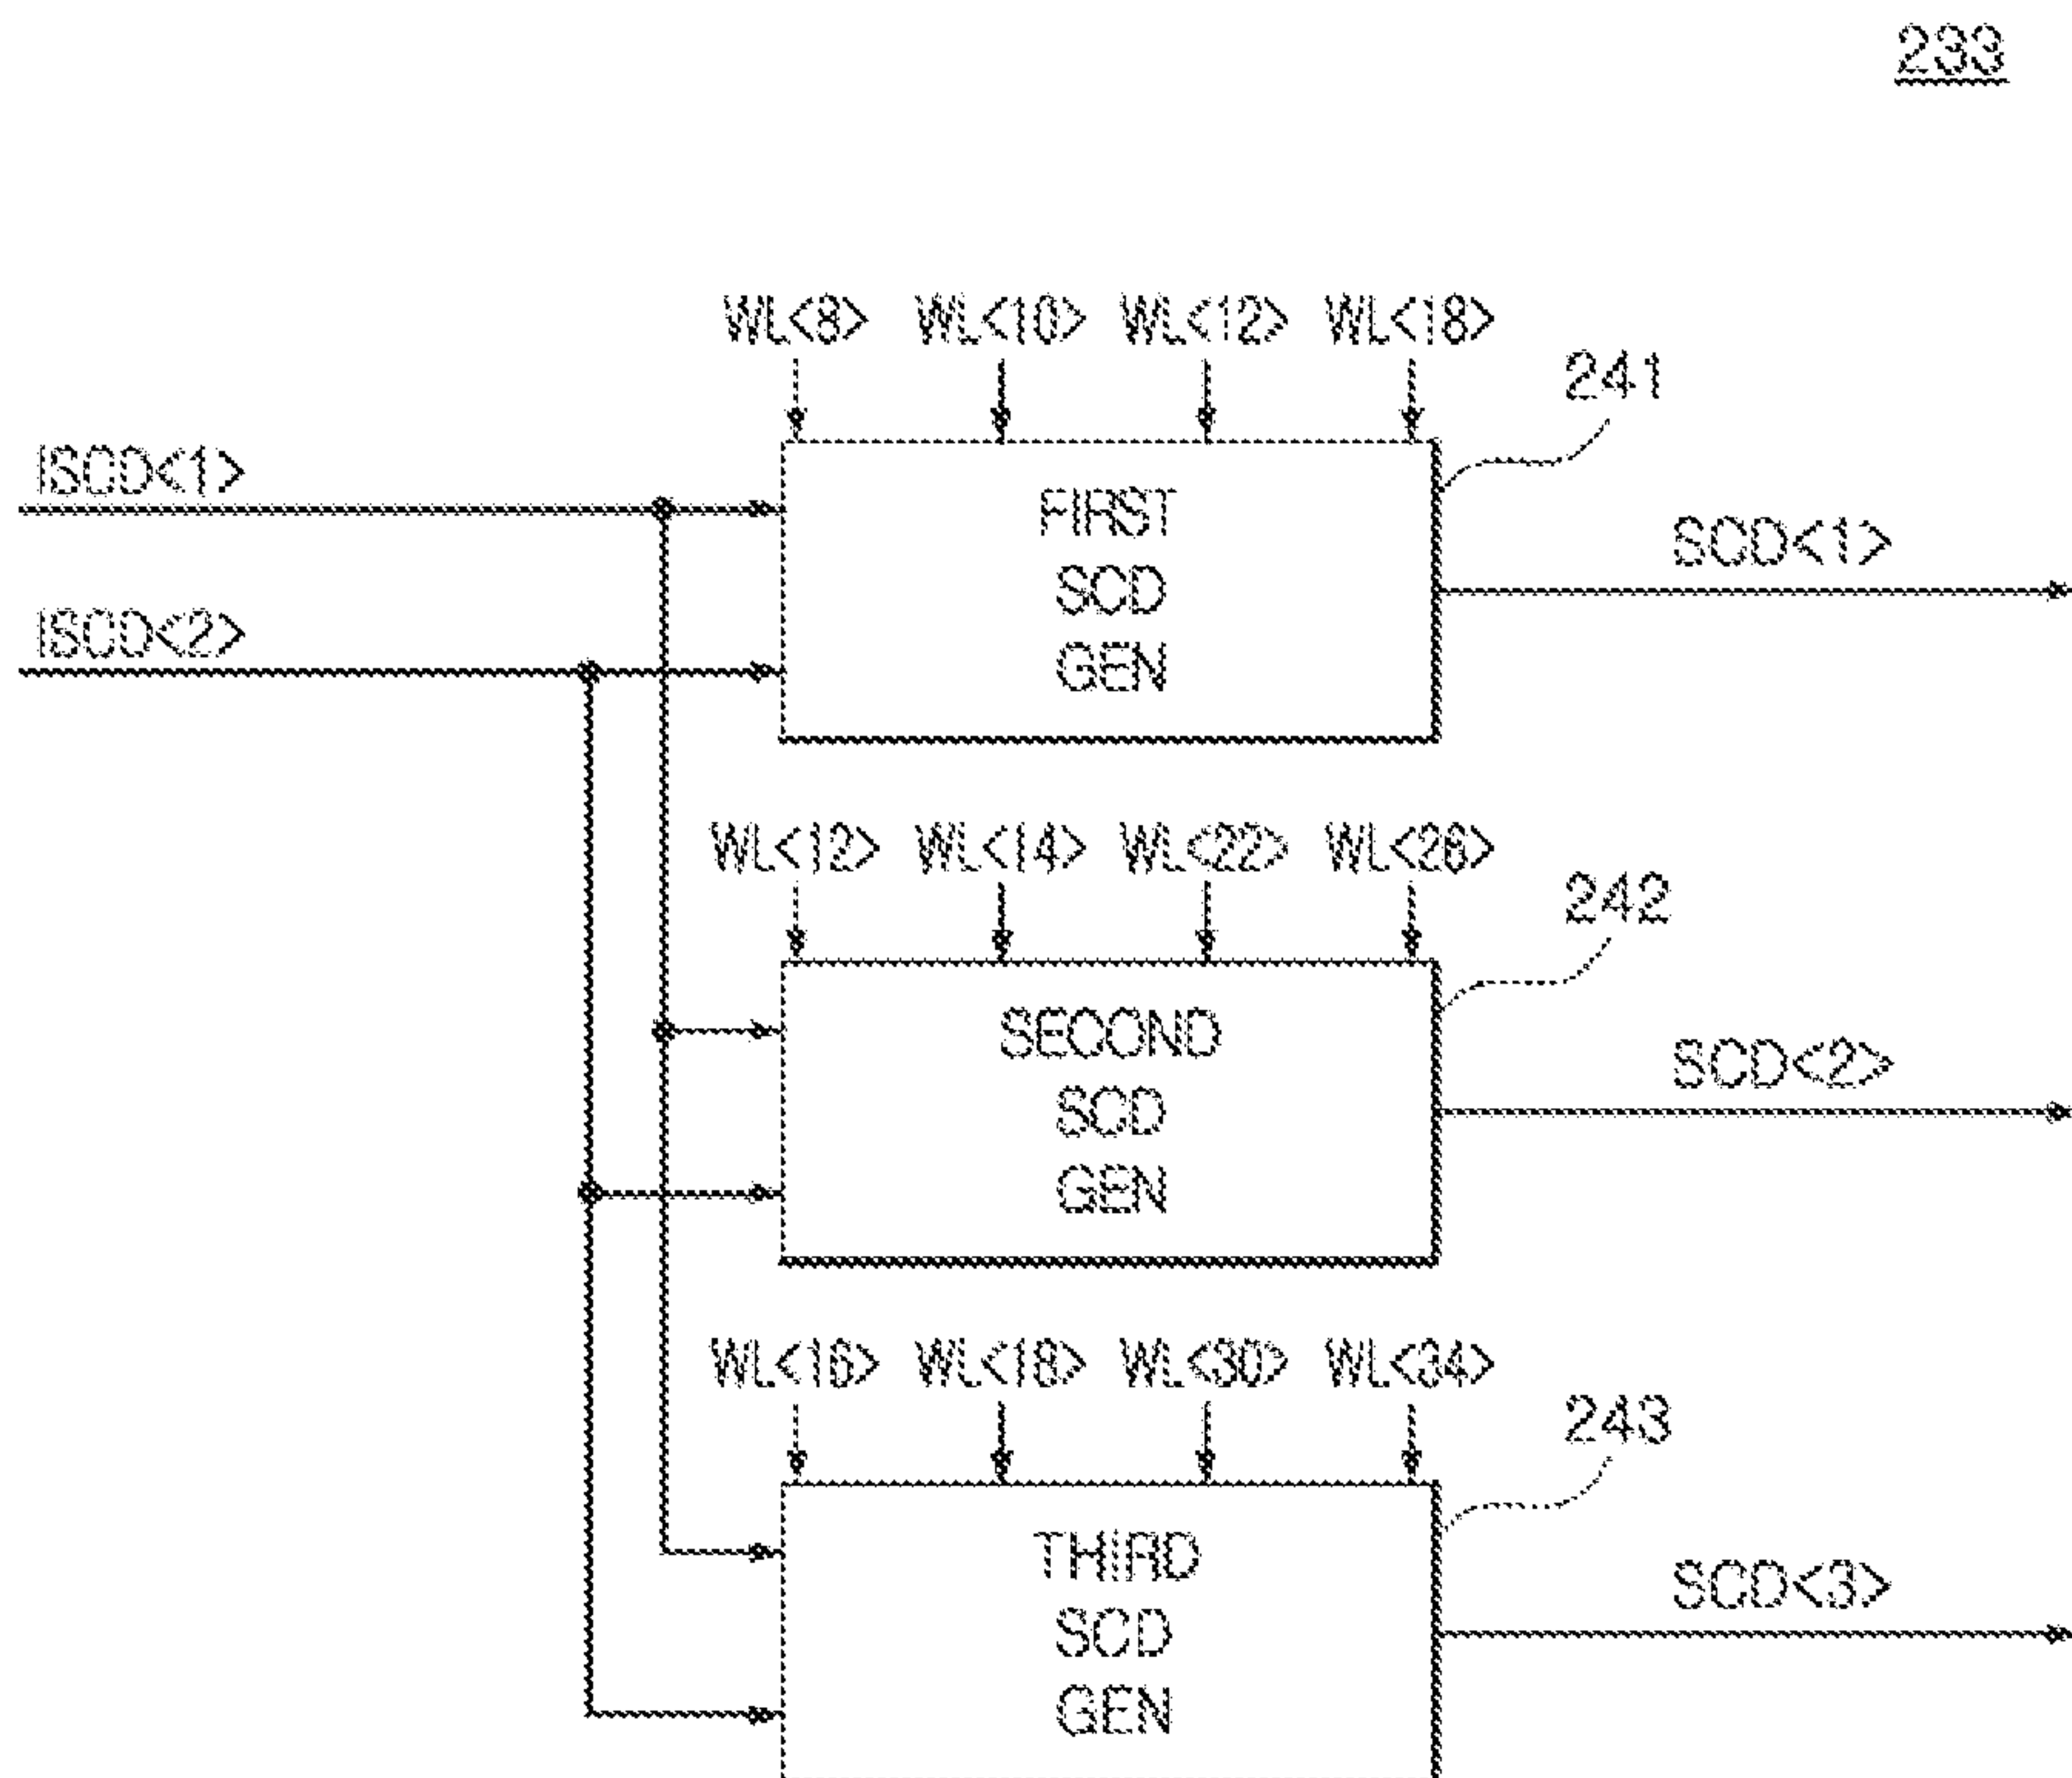 233
WL<8> WL<10> WL<12> WL<18>
241
ISCD<1>
FIRST
SCD
GEN
SCD<1>
ISCD<2>
WL<12> WL<14> WL<22> WL<26>
242
SECOND
SCD
GEN
SCD<2>
WL<16> WL<18> WL<30> WL<34>
243
THIRD
SCD
GEN
SCD<3>